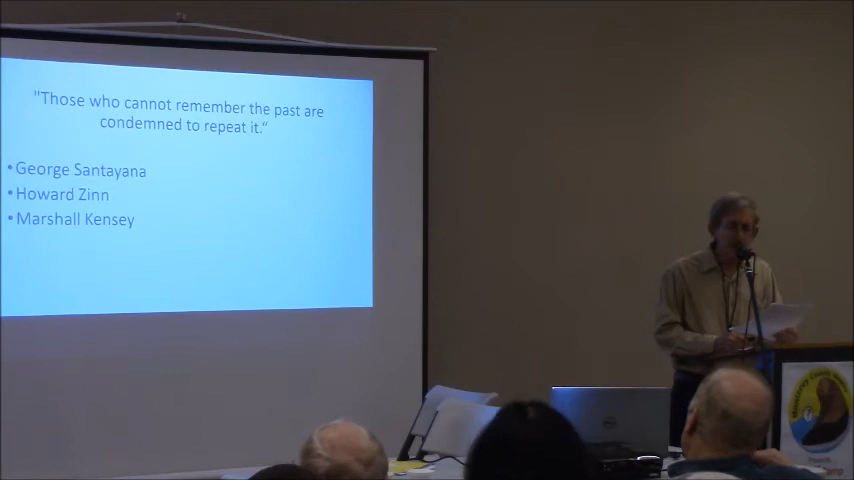 "Those who cannot remember the past are
condemned to repeat it.“
•George Santayana
•Howard Zinn
•Marshall Kensey